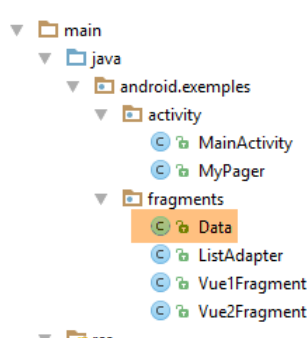 main
java
android.exemples
activity
MainActivity
MyPager
fragments
Data
ListAdapter
Vue1Fragment
Vue2Fragment